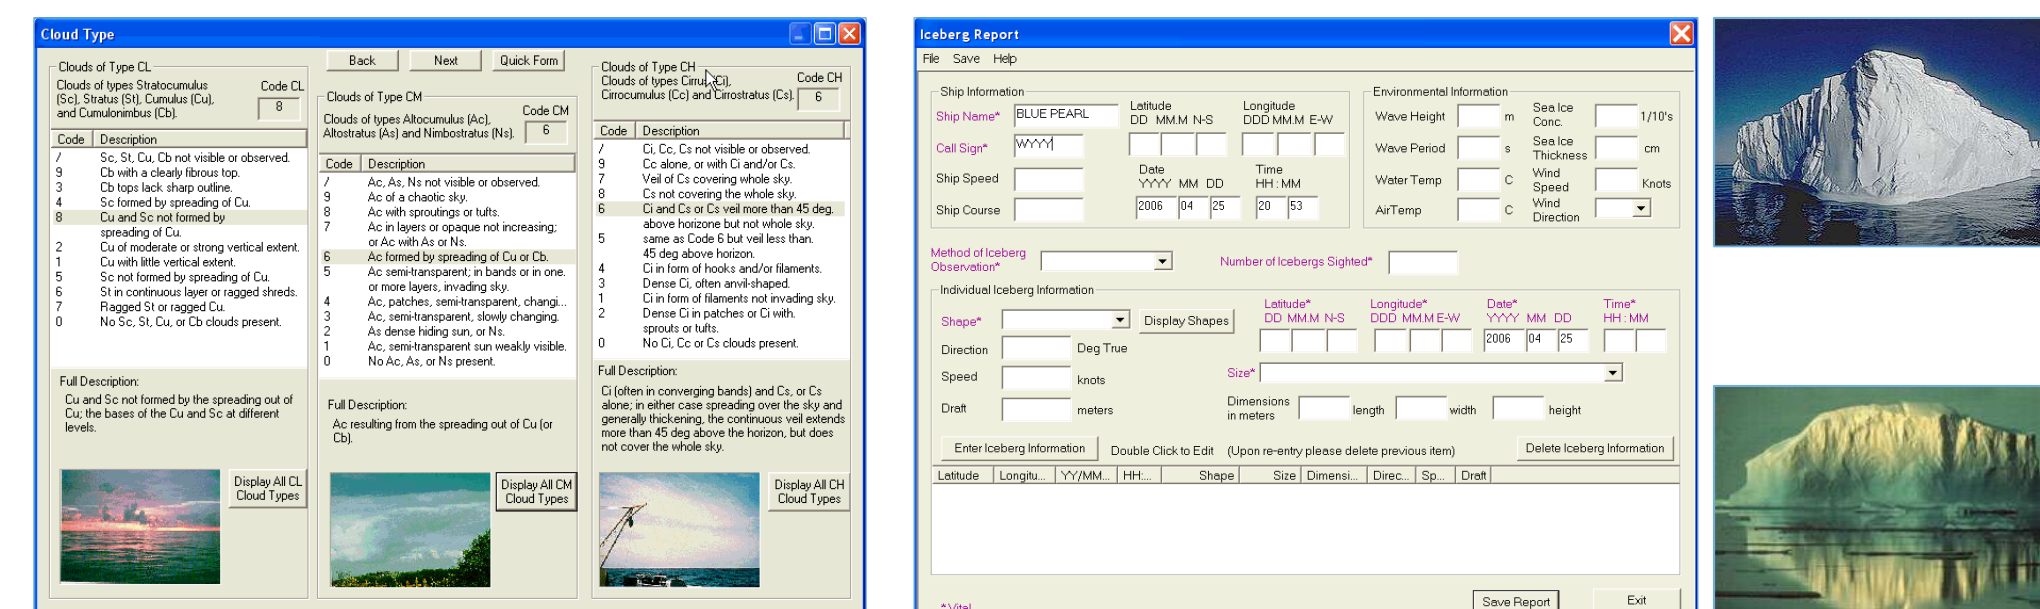 Cloud Type
Back
Next
Quick Form
Clouds of Type CL
Clouds of types Stratocumulus
(Sc), Stratus (St), Cumulus (Cu),
and Cumulonimbus (Cb).
Code CL
8
Code Description
/ Sc, St, Cu, Cb not visible or observed.
9 Cb with a clearly fibrous top.
3 Cb tops lack sharp outline.
4 Sc formed by spreading of Cu.
8 Cu and Sc not formed by
spreading of Cu.
2 Cu of moderate or strong vertical extent.
1 Cu with little vertical extent.
5 Sc not formed by spreading of Cu.
6 St in continuous layer or ragged shreds.
7 Ragged St or ragged Cu.
0 No Sc, St, Cu, or Cb clouds present.
Full Description:
Cu and Sc not formed by the spreading out of
Cu; the bases of the Cu and Sc at different
levels.
Display All CL
Cloud Types
Clouds of Type CM
Clouds of types Altocumulus (Ac),
Altostratus (As) and Nimbostratus (Ns).
Code CM
6
Code Description
/ Ac, As, Ns not visible or observed.
9 Ac of a chaotic sky.
8 Ac with sproutings or tufts.
7 Ac in layers or opaque not increasing;
or Ac with As or Ns.
6 Ac formed by spreading of Cu or Cb.
5 Ac semi-transparent; in bands or in one.
or more layers, invading sky.
4 Ac, patches, semi-transparent, changi...
3 Ac, semi-transparent, slowly changing.
2 As dense hiding sun, or Ns.
1 Ac, semi-transparent sun weakly visible.
0 No Ac, As, or Ns present.
Full Description:
Ac resulting from the spreading out of Cu (or
Cb).
Display All CM
Cloud Types
Clouds of Type CH
Clouds of types Cirrus (Ci),
Cirrocumulus (Cc) and Cirrostratus (Cs).
Code CH
6
Code Description
/ Ci, Cc, Cs not visible or observed.
9 Cc alone, or with Ci and/or Cs.
7 Veil of Cs covering whole sky.
8 Cs not covering the whole sky.
6 Ci and Cs or Cs veil more than 45 deg.
above horizone but not whole sky.
5 same as Code 6 but veil less than.
45 deg above horizon.
4 Ci in form of hooks and/or filaments.
3 Dense Ci, often anvil-shaped.
1 Ci in form of filaments not invading sky.
2 Dense Ci in patches or Ci with.
sprouts or tufts.
0 No Ci, Cc or Cs clouds present.
Full Description:
Ci (often in converging bands) and Cs, or Cs
alone; in either case spreading over the sky and
generally thickening, the continuous veil extends
more than 45 deg above the horizon, but does
not cover the whole sky.
Display All CH
Cloud Types
Iceberg Report
File Save Help
Ship Information
Ship Name* BLUE PEARL
Call Sign* WYYY
Ship Speed
Ship Course
Latitude
DD MM.M N-S
Longitude
DDD MM.M E-W
Date
YYYY MM DD
2006 04 25
Time
HH : MM
20 53
Environmental Information
Wave Height m
Wave Period s
Water Temp C
AirTemp C
Sea Ice
Conc. 1/10's
Sea Ice
Thickness cm
Wind
Speed Knots
Wind
Direction
Method of Iceberg
Observation*
Number of Icebergs Sighted*
Individual Iceberg Information
Shape*
Display Shapes
Direction Deg True
Speed knots
Draft meters
Latitude*
DD MM.M N-S
Longitude*
DDD MM.M E-W
Date*
YYYY MM DD
2006 04 25
Time*
HH : MM
Size*
Dimensions
in meters length width height
Enter Iceberg Information
Double Click to Edit (Upon re-entry please delete previous item)
Delete Iceberg Information
Latitude Longitu... YY/MM... HH:... Shape Size Dimensi... Direc... Sp... Draft
*Vital
Save Report
Exit